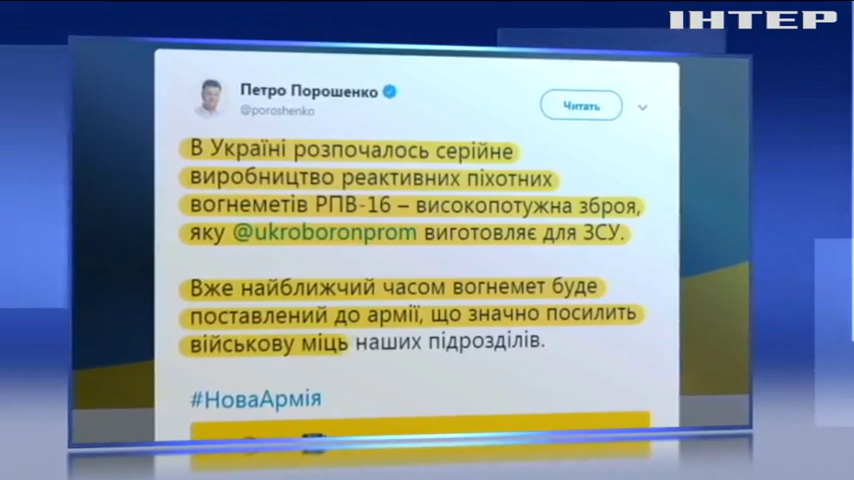 ІНТЕР
Петро Порошенко
@poroshenko
Читать
В Україні розпочалось серійне
виробництво реактивних піхотних
вогнеметів РПВ-16 – високопотужна зброя,
яку @ukroboronprom виготовляє для ЗСУ.
Вже найближчий часом вогнемет буде
поставлений до армії, що значно посилить
військову міць наших підрозділів.
#НоваАрмія